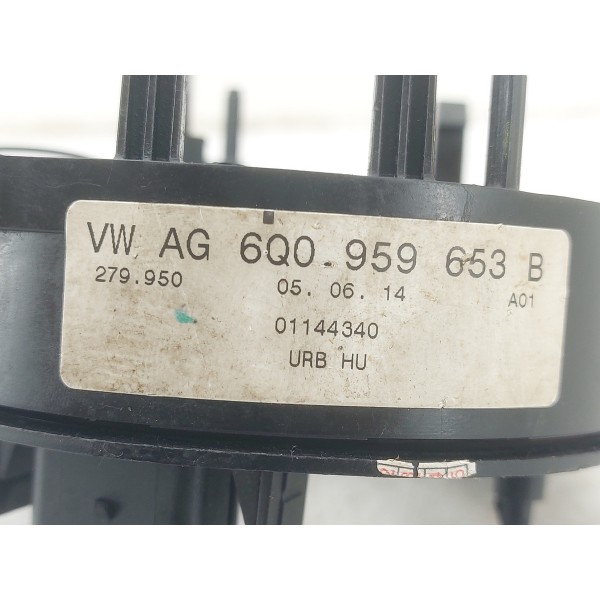 VW AG 6Q0 959 653 B
279.950 05. 06. 14 A01
01144340
URB HU